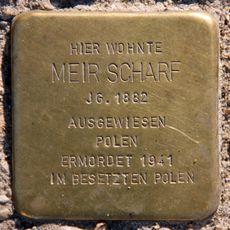 HIER WOHNTE
MEIR SCHARF
JG. 1882
AUSGEWIESEN
POLEN
ERMORDET 1941
IM BESETZTEN POLEN